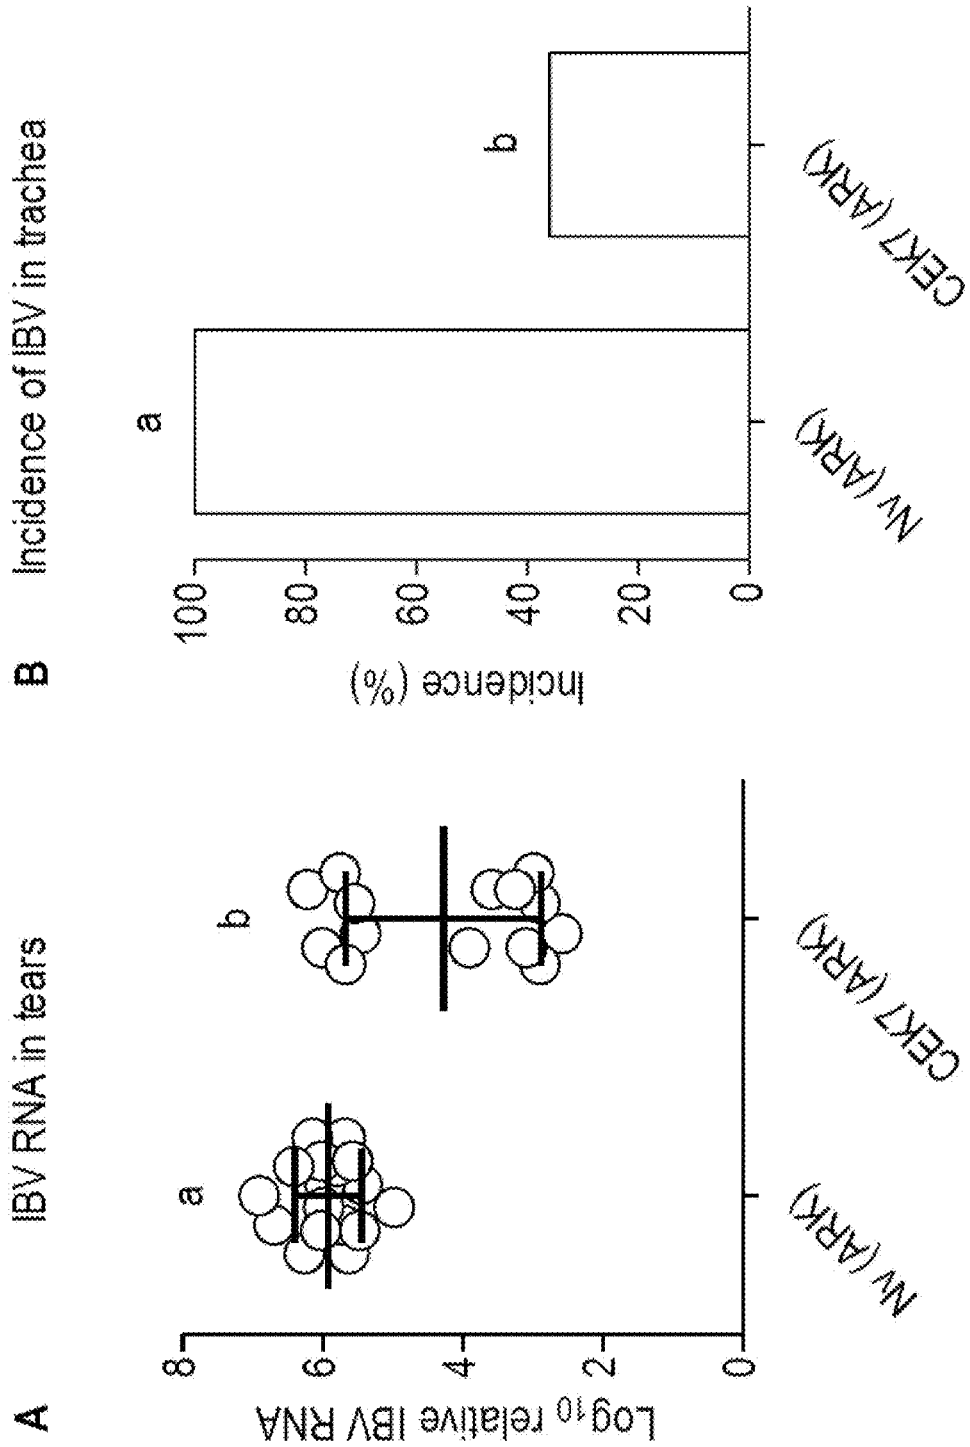 A
IBV RNA in tears
Log10 relative IBV RNA
8
6
4
2
0
a
b
Nv (ARK)
CEK7 (ARK)
B
Incidence of IBV in trachea
Incidence (%)
100
80
60
40
20
0
a
b
Nv (ARK)
CEK7 (ARK)